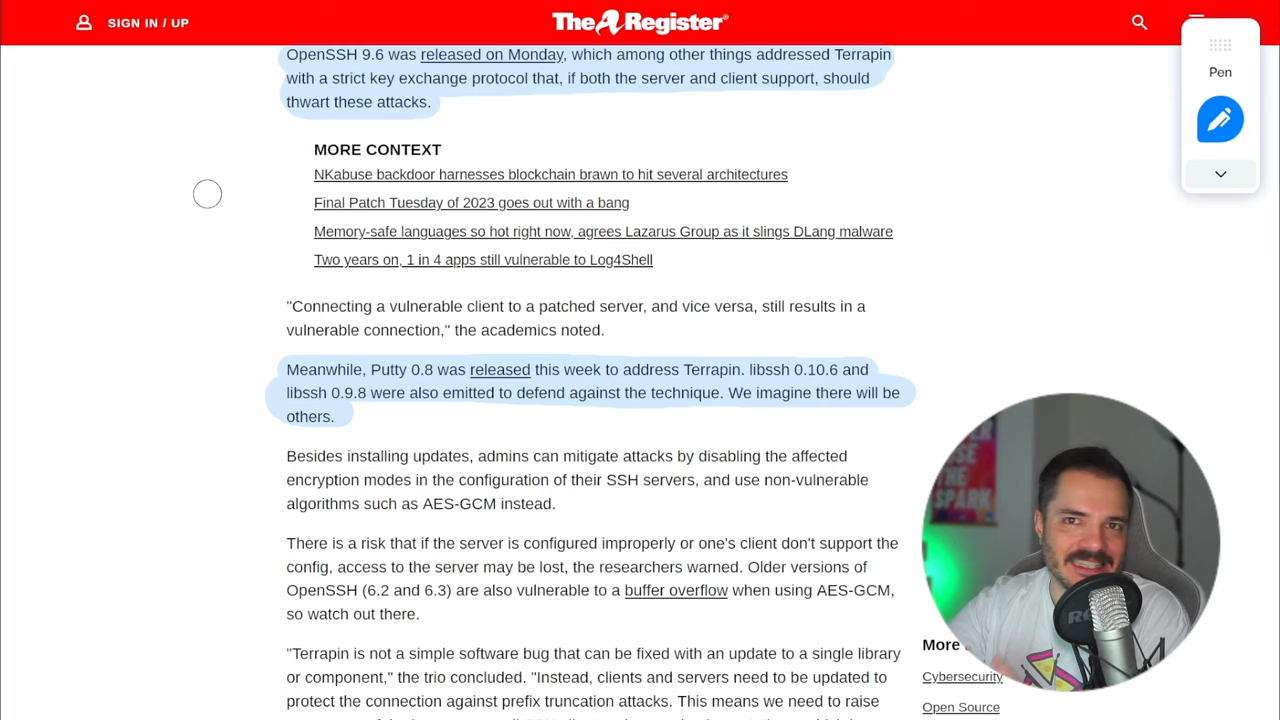 SIGN IN / UP
The Register
Pen
OpenSSH 9.6 was released on Monday, which among other things addressed Terrapin
with a strict key exchange protocol that, if both the server and client support, should
thwart these attacks.
MORE CONTEXT
NKabuse backdoor harnesses blockchain brawn to hit several architectures
Final Patch Tuesday of 2023 goes out with a bang
Memory-safe languages so hot right now, agrees Lazarus Group as it slings DLang malware
Two years on, 1 in 4 apps still vulnerable to Log4Shell
"Connecting a vulnerable client to a patched server, and vice versa, still results in a
vulnerable connection," the academics noted.
Meanwhile, Putty 0.8 was released this week to address Terrapin. libssh 0.10.6 and
libssh 0.9.8 were also emitted to defend against the technique. We imagine there will be
others.
Besides installing updates, admins can mitigate attacks by disabling the affected
encryption modes in the configuration of their SSH servers, and use non-vulnerable
algorithms such as AES-GCM instead.
There is a risk that if the server is configured improperly or one's client don't support the
config, access to the server may be lost, the researchers warned. Older versions of
OpenSSH (6.2 and 6.3) are also vulnerable to a buffer overflow when using AES-GCM,
so watch out there.
"Terrapin is not a simple software bug that can be fixed with an update to a single library
or component," the trio concluded. "Instead, clients and servers need to be updated to
protect the connection against prefix truncation attacks. This means we need to raise
THE
SPARK
More
Cybersecurity
Open Source